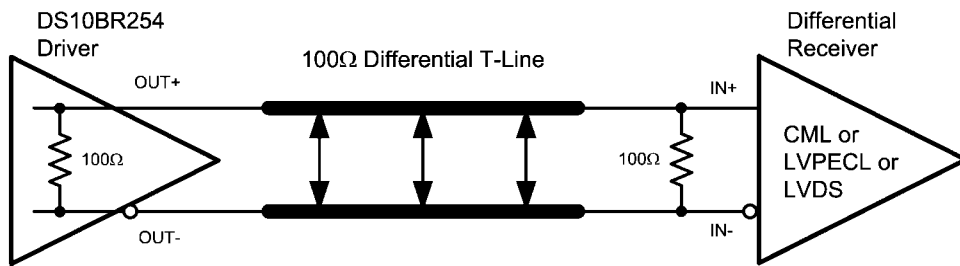 DS10BR254
Driver
Differential
Receiver
100Ω Differential T-Line
OUT+
IN+
100Ω
100Ω
CML or
LVPECL or
LVDS
OUT-
IN-